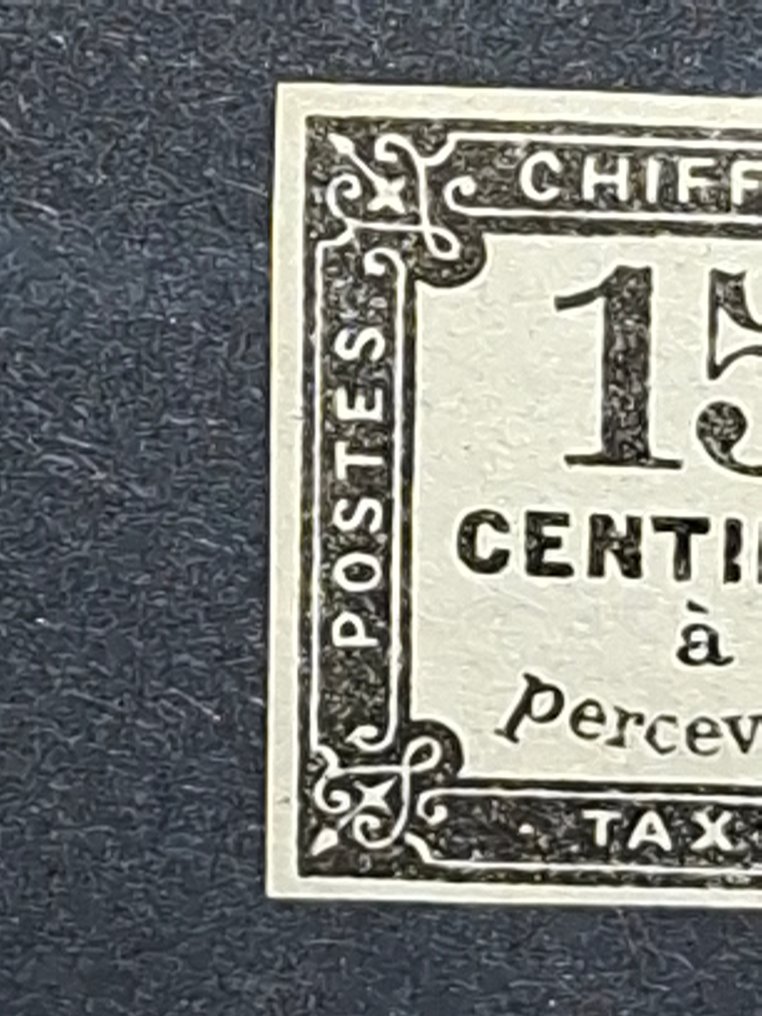 CHIFF
POSTES
15
CENTI
à
percev
TAX